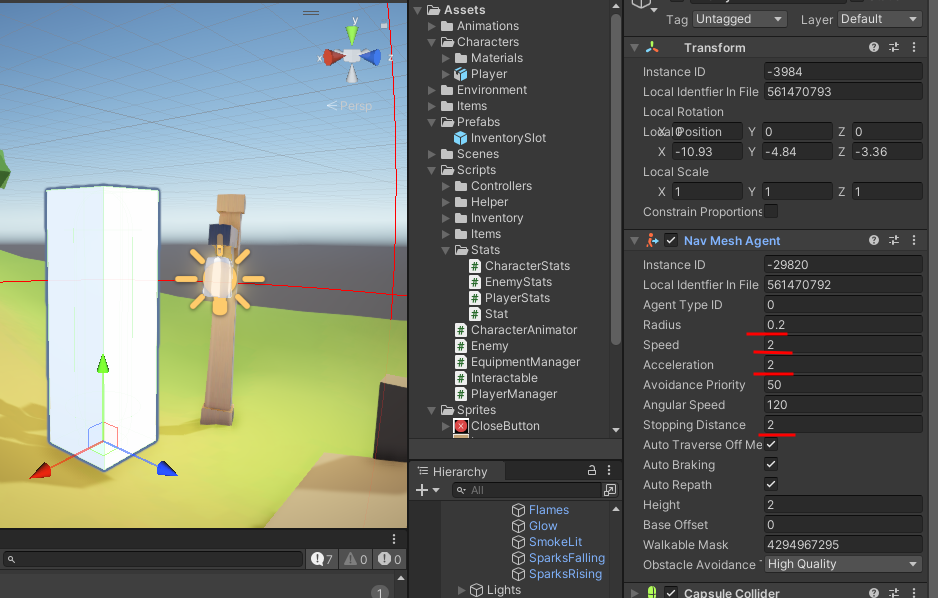 y
x
z
Persp
7
0
0
1
Assets
Animations
Characters
Materials
Player
Environment
Items
Prefabs
InventorySlot
Scenes
Scripts
Controllers
Helper
Inventory
Items
Stats
# CharacterStats
# EnemyStats
# PlayerStats
# Stat
# CharacterAnimator
# Enemy
# EquipmentManager
# Interactable
# PlayerManager
Sprites
CloseButton
Hierarchy
All
Flames
Glow
SmokeLit
SparksFalling
SparksRising
Lights
Tag Untagged Layer Default
Transform
Instance ID -3984
Local Identfier In File 561470793
Local Rotation
Local Position X 0 Y 0 Z 0
X -10.93 Y -4.84 Z -3.36
Local Scale
X 1 Y 1 Z 1
Constrain Proportions
Nav Mesh Agent
Instance ID -29820
Local Identfier In File 561470792
Agent Type ID 0
Radius 0.2
Speed 2
Acceleration 2
Avoidance Priority 50
Angular Speed 120
Stopping Distance 2
Auto Traverse Off Me
Auto Braking
Auto Repath
Height 2
Base Offset 0
Walkable Mask 4294967295
Obstacle Avoidance High Quality
Capsule Collider